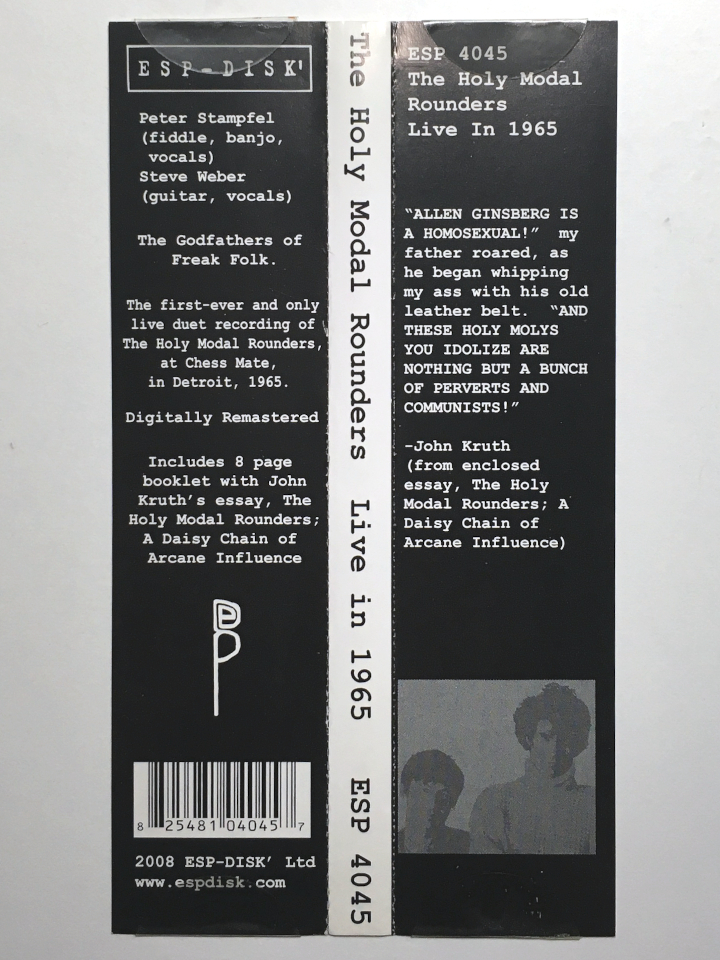 ESP-DISK'
Peter Stampfel
(fiddle, banjo,
vocals)
Steve Weber
(guitar, vocals)
The Godfathers of
Freak Folk.
The first-ever and only
live duet recording of
The Holy Modal Rounders,
at Chess Mate,
in Detroit, 1965.
Digitally Remastered
Includes 8 page
booklet with John
Kruth's essay, The
Holy Modal Rounders;
A Daisy Chain of
Arcane Influence
8 25481 04045 7
2008 ESP-DISK' Ltd
www.espdisk.com
The Holy Modal Rounders Live in 1965 ESP 4045
ESP 4045
The Holy Modal
Rounders
Live In 1965
“ALLEN GINSBERG IS
A HOMOSEXUAL!” my
father roared, as
he began whipping
my ass with his old
leather belt. “AND
THESE HOLY MOLYS
YOU IDOLIZE ARE
NOTHING BUT A BUNCH
OF PERVERTS AND
COMMUNISTS!”
-John Kruth
(from enclosed
essay, The Holy
Modal Rounders; A
Daisy Chain of
Arcane Influence)